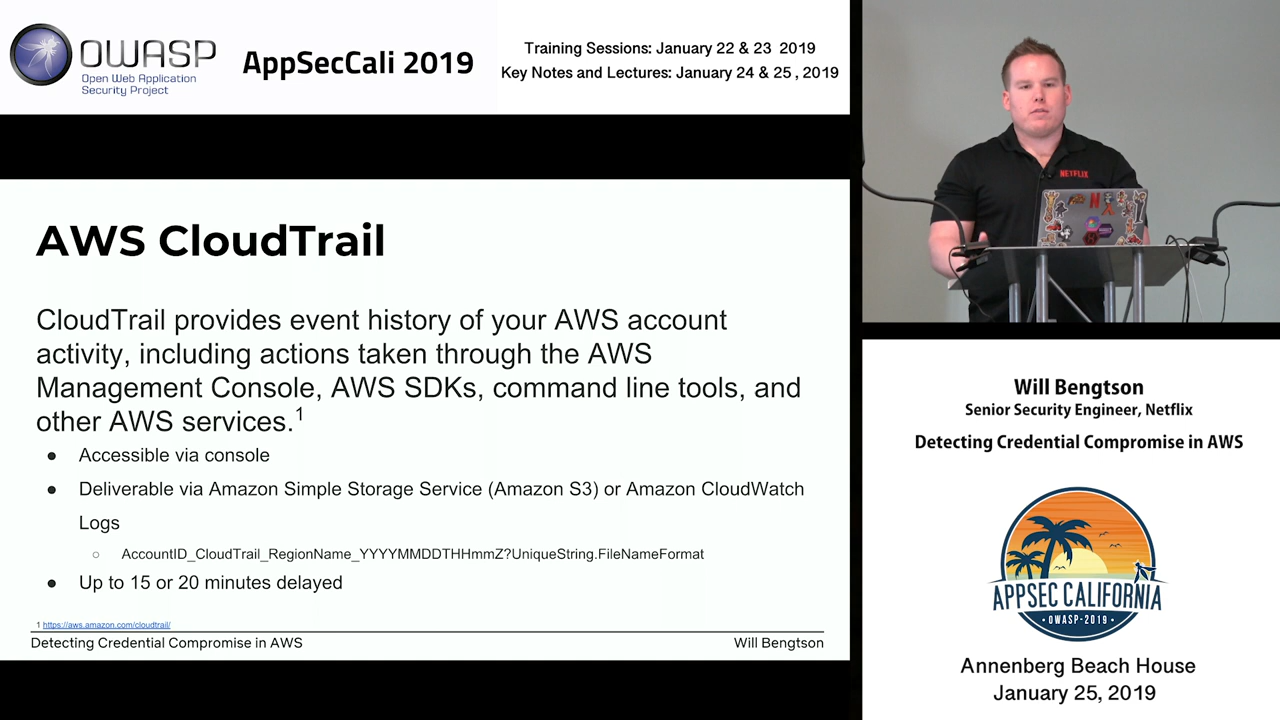 OWASP
Open Web Application
Security Project
AppSecCali 2019
Training Sessions: January 22 & 23 2019
Key Notes and Lectures: January 24 & 25 , 2019
AWS CloudTrail
CloudTrail provides event history of your AWS account
activity, including actions taken through the AWS
Management Console, AWS SDKs, command line tools, and
other AWS services.1
● Accessible via console
● Deliverable via Amazon Simple Storage Service (Amazon S3) or Amazon CloudWatch
Logs
○ AccountID_CloudTrail_RegionName_YYYYMMDDTHHmmZ?UniqueString.FileNameFormat
● Up to 15 or 20 minutes delayed
1 https://aws.amazon.com/cloudtrail/
Detecting Credential Compromise in AWS
Will Bengtson
NETFLIX
Will Bengtson
Senior Security Engineer, Netflix
Detecting Credential Compromise in AWS
APPSEC CALIFORNIA
• OWASP-2019 •
Annenberg Beach House
January 25, 2019